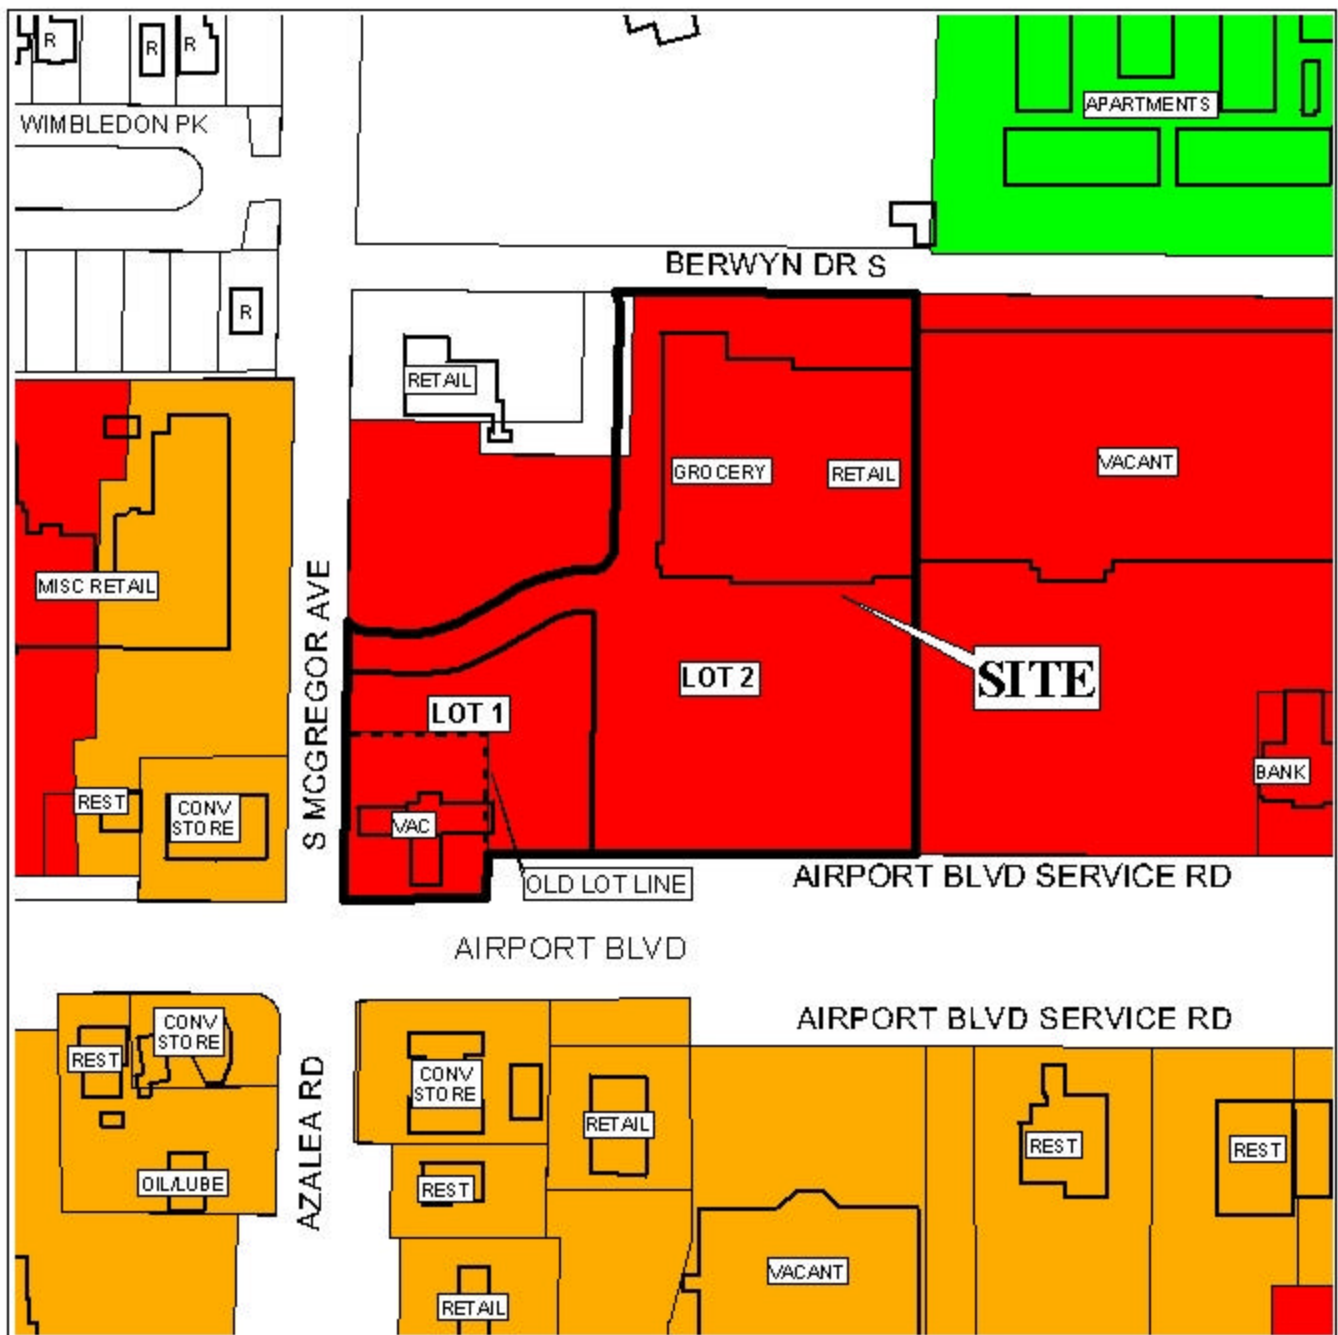 R
R
R
APARTMENTS
WIMBLEDON PK
BERWYN DR S
R
RETAIL
GROCERY
RETAIL
VACANT
MISC RETAIL
S MCGREGOR AVE
LOT 2
SITE
LOT 1
BANK
REST
CONV
STORE
VAC
OLD LOT LINE
AIRPORT BLVD SERVICE RD
AIRPORT BLVD
AIRPORT BLVD SERVICE RD
CONV
STORE
REST
AZALEA RD
CONV
STORE
RETAIL
REST
REST
OIL/LUBE
REST
VACANT
RETAIL